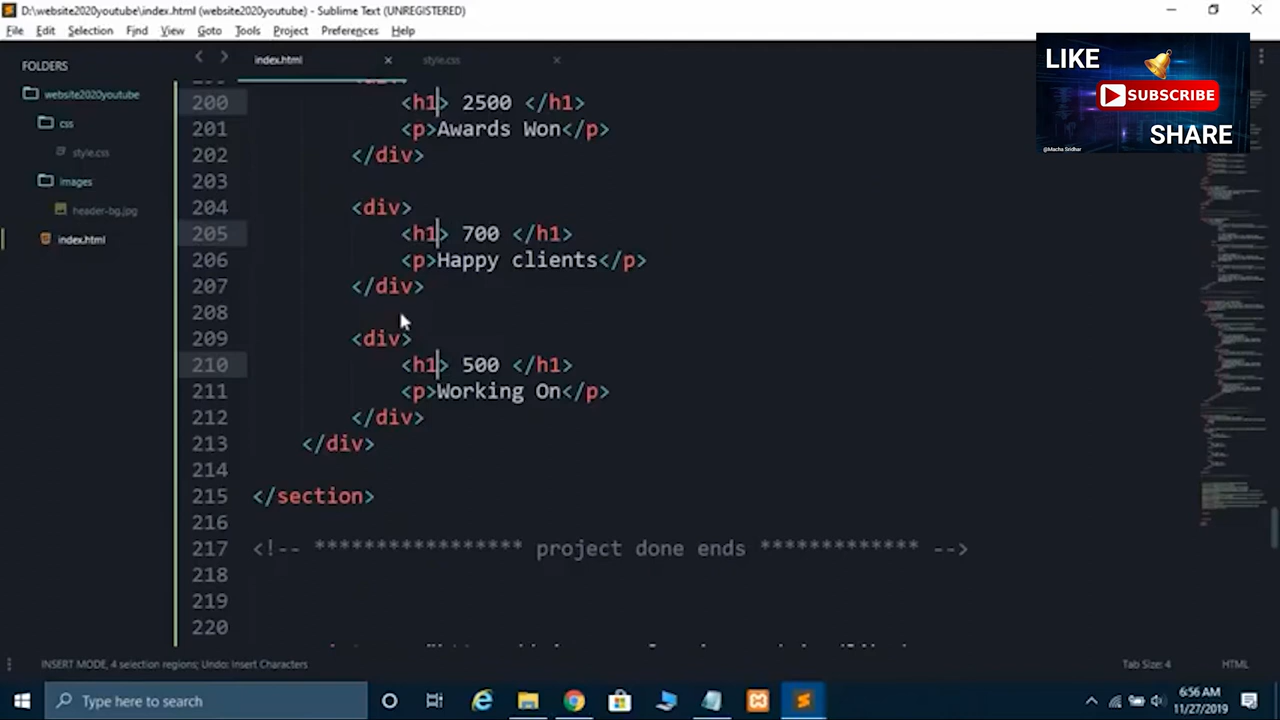 D:\website2020youtube\index.html (website2020youtube) - Sublime Text (UNREGISTERED)
File Edit Selection Find View Goto Tools Project Preferences Help
FOLDERS
website2020youtube
css
style.css
images
header-bg.jpg
index.html
index.html
style.css
LIKE
SUBSCRIBE
SHARE
@Macha Sridhar
200 <h1> 2500 </h1>
201 <p>Awards Won</p>
202 </div>
203
204 <div>
205 <h1> 700 </h1>
206 <p>Happy clients</p>
207 </div>
208
209 <div>
210 <h1> 500 </h1>
211 <p>Working On</p>
212 </div>
213 </div>
214
215 </section>
216
217 <!-- ***************** project done ends ************* -->
218
219
220
INSERT MODE, 4 selection regions; Undo: Insert Characters
Tab Size: 4
HTML
Type here to search
6:56 AM
11/27/2019